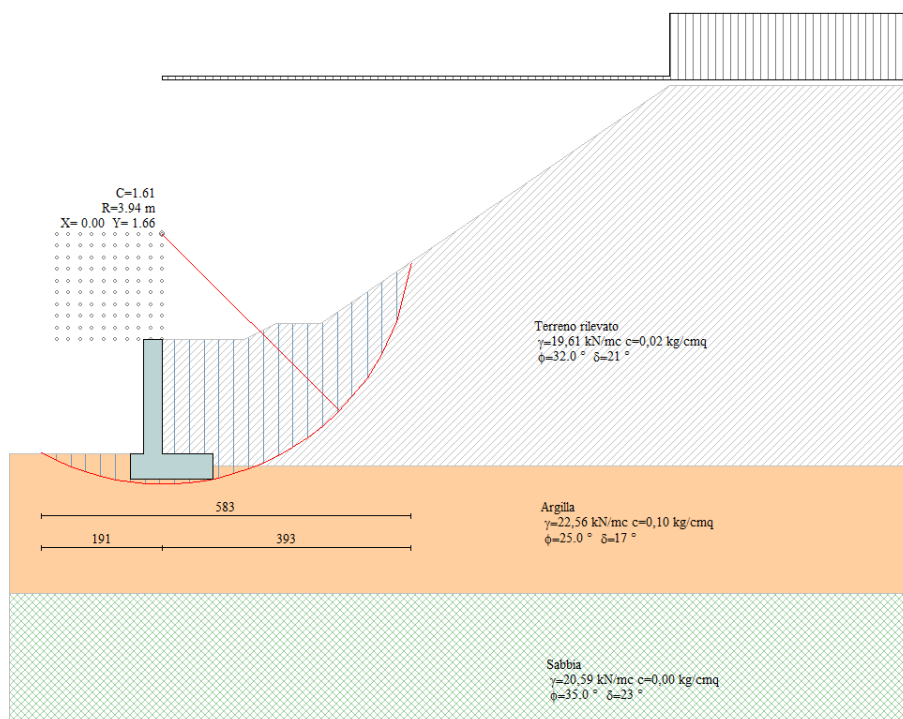 C=1.61
R=3.94 m
X= 0.00 Y= 1.66
Terreno rilevato
γ=19,61 kN/mc c=0,02 kg/cmq
ϕ=32.0 ° δ=21 °
583
191
393
Argilla
γ=22,56 kN/mc c=0,10 kg/cmq
ϕ=25.0 ° δ=17 °
Sabbia
γ=20,59 kN/mc c=0,00 kg/cmq
ϕ=35.0 ° δ=23 °